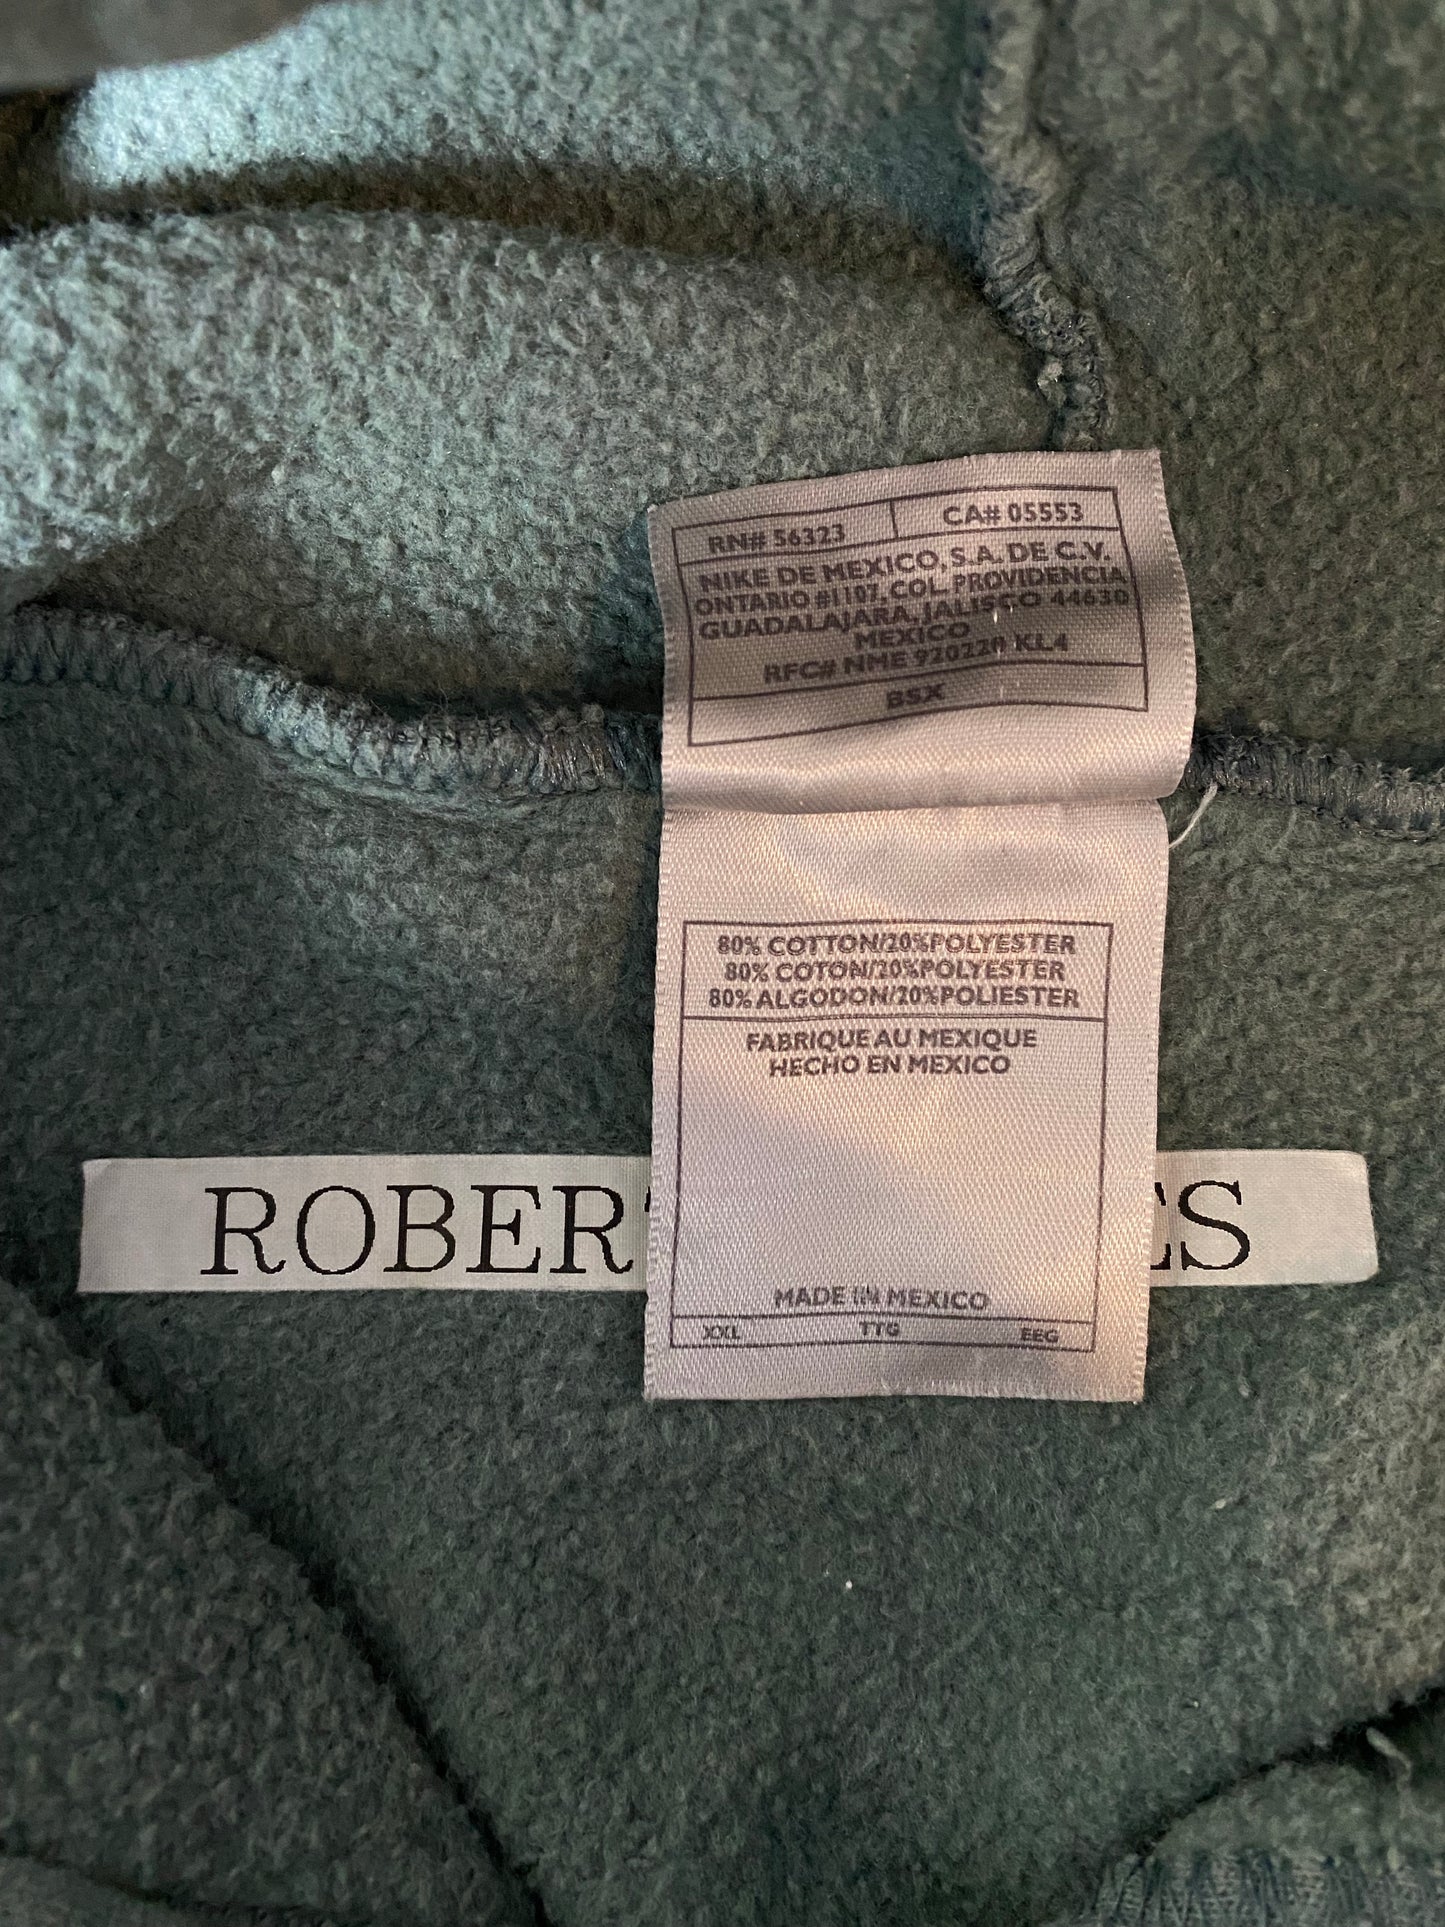 RN# 56323
CA# 05553
NIKE DE MEXICO, S.A. DE C.V.
ONTARIO #1107, COL. PROVIDENCIA
GUADALAJARA, JALISCO 44630
MEXICO
RFC# NME 920220 KL4
BSX
80% COTTON/20%POLYESTER
80% COTON/20%POLYESTER
80% ALGODON/20%POLIESTER
FABRIQUE AU MEXIQUE
HECHO EN MEXICO
MADE IN MEXICO
XXL TTG EEG